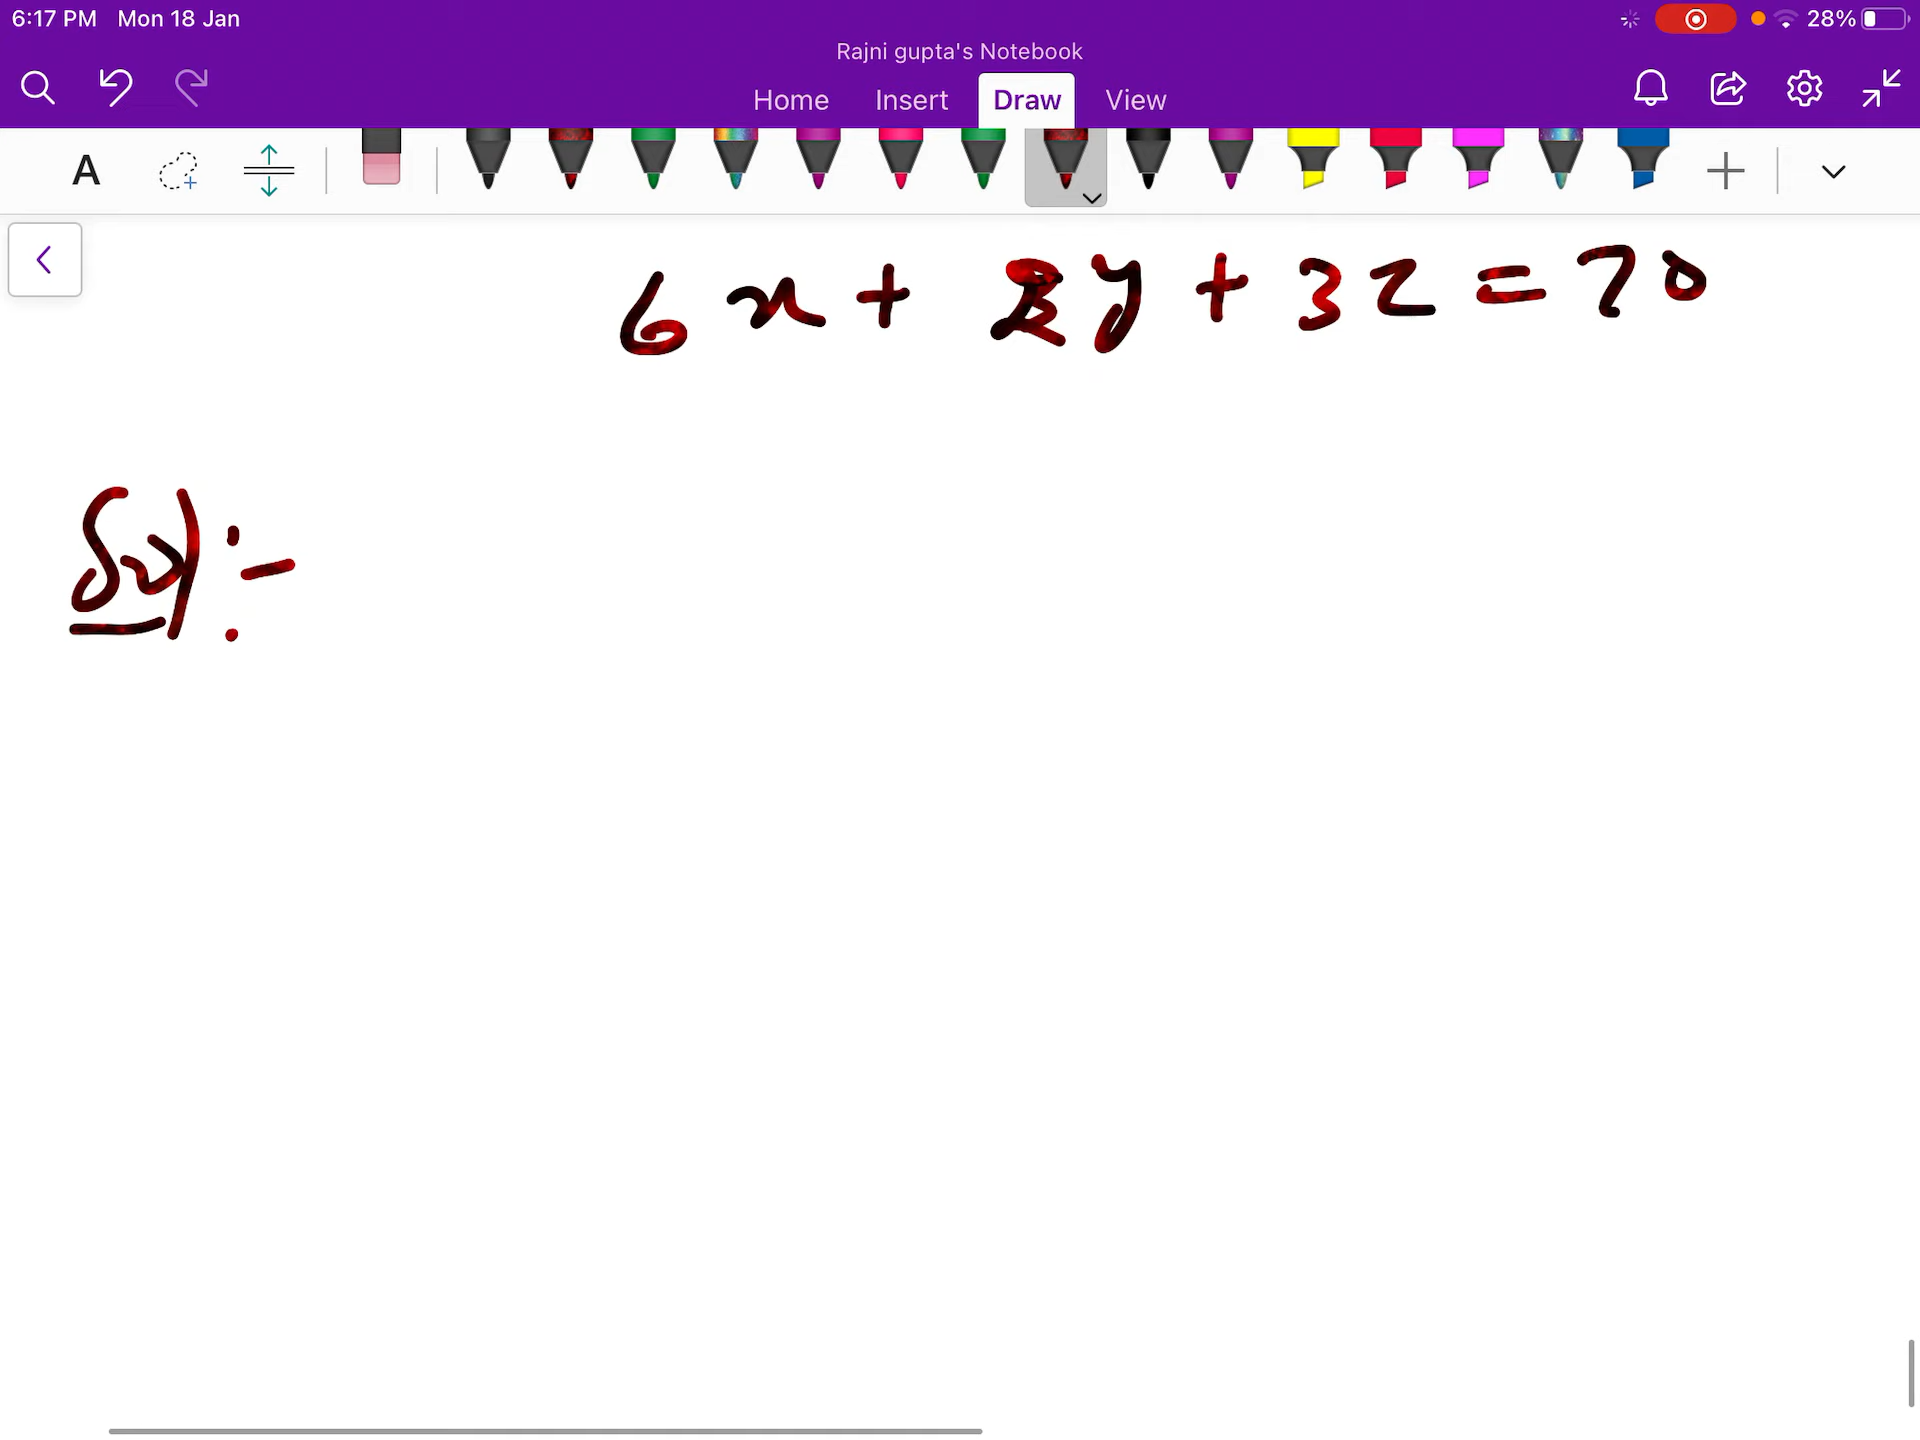 6:17 PM Mon 18 Jan 28%
Rajni gupta's Notebook
Home Insert Draw View
A
6x + 2y + 3z = 70
Sol :-